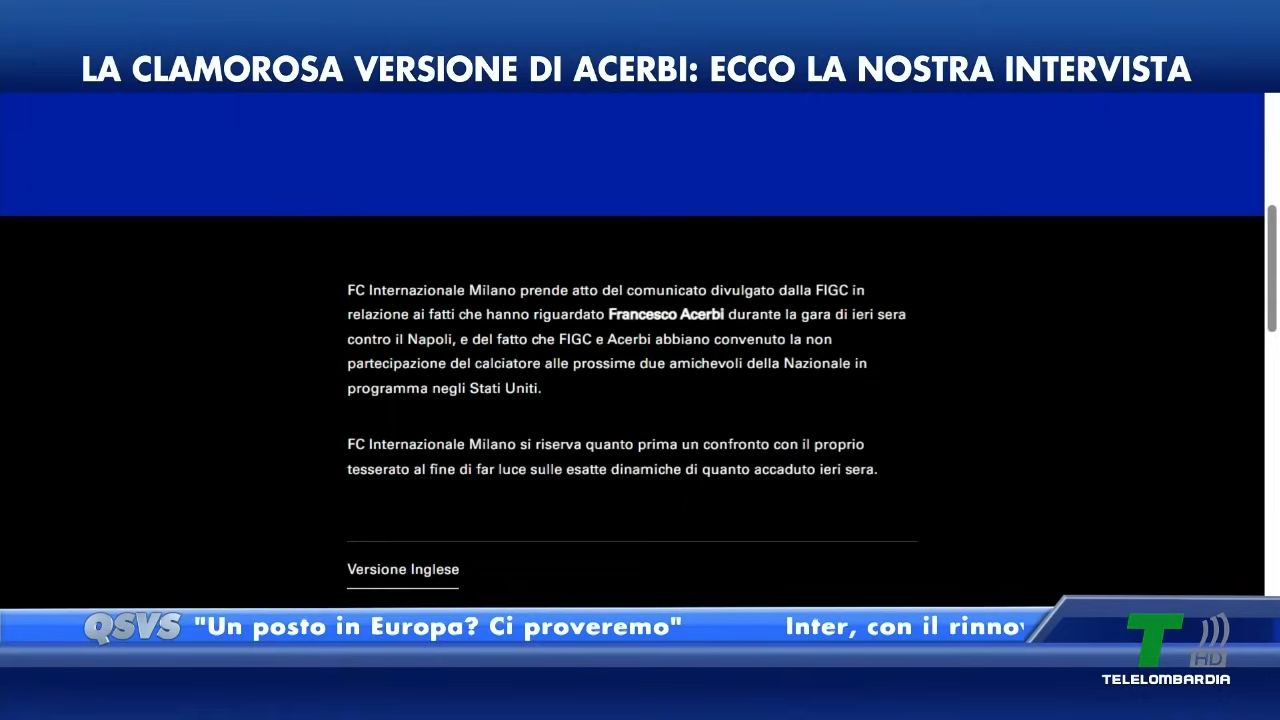 LA CLAMOROSA VERSIONE DI ACERBI: ECCO LA NOSTRA INTERVISTA
FC Internazionale Milano prende atto del comunicato divulgato dalla FIGC in
relazione ai fatti che hanno riguardato Francesco Acerbi durante la gara di ieri sera
contro il Napoli, e del fatto che FIGC e Acerbi abbiano convenuto la non
partecipazione del calciatore alle prossime due amichevoli della Nazionale in
programma negli Stati Uniti.
FC Internazionale Milano si riserva quanto prima un confronto con il proprio
tesserato al fine di far luce sulle esatte dinamiche di quanto accaduto ieri sera.
Versione Inglese
QSVS "Un posto in Europa? Ci proveremo" Inter, con il rinnov
T HD
TELELOMBARDIA